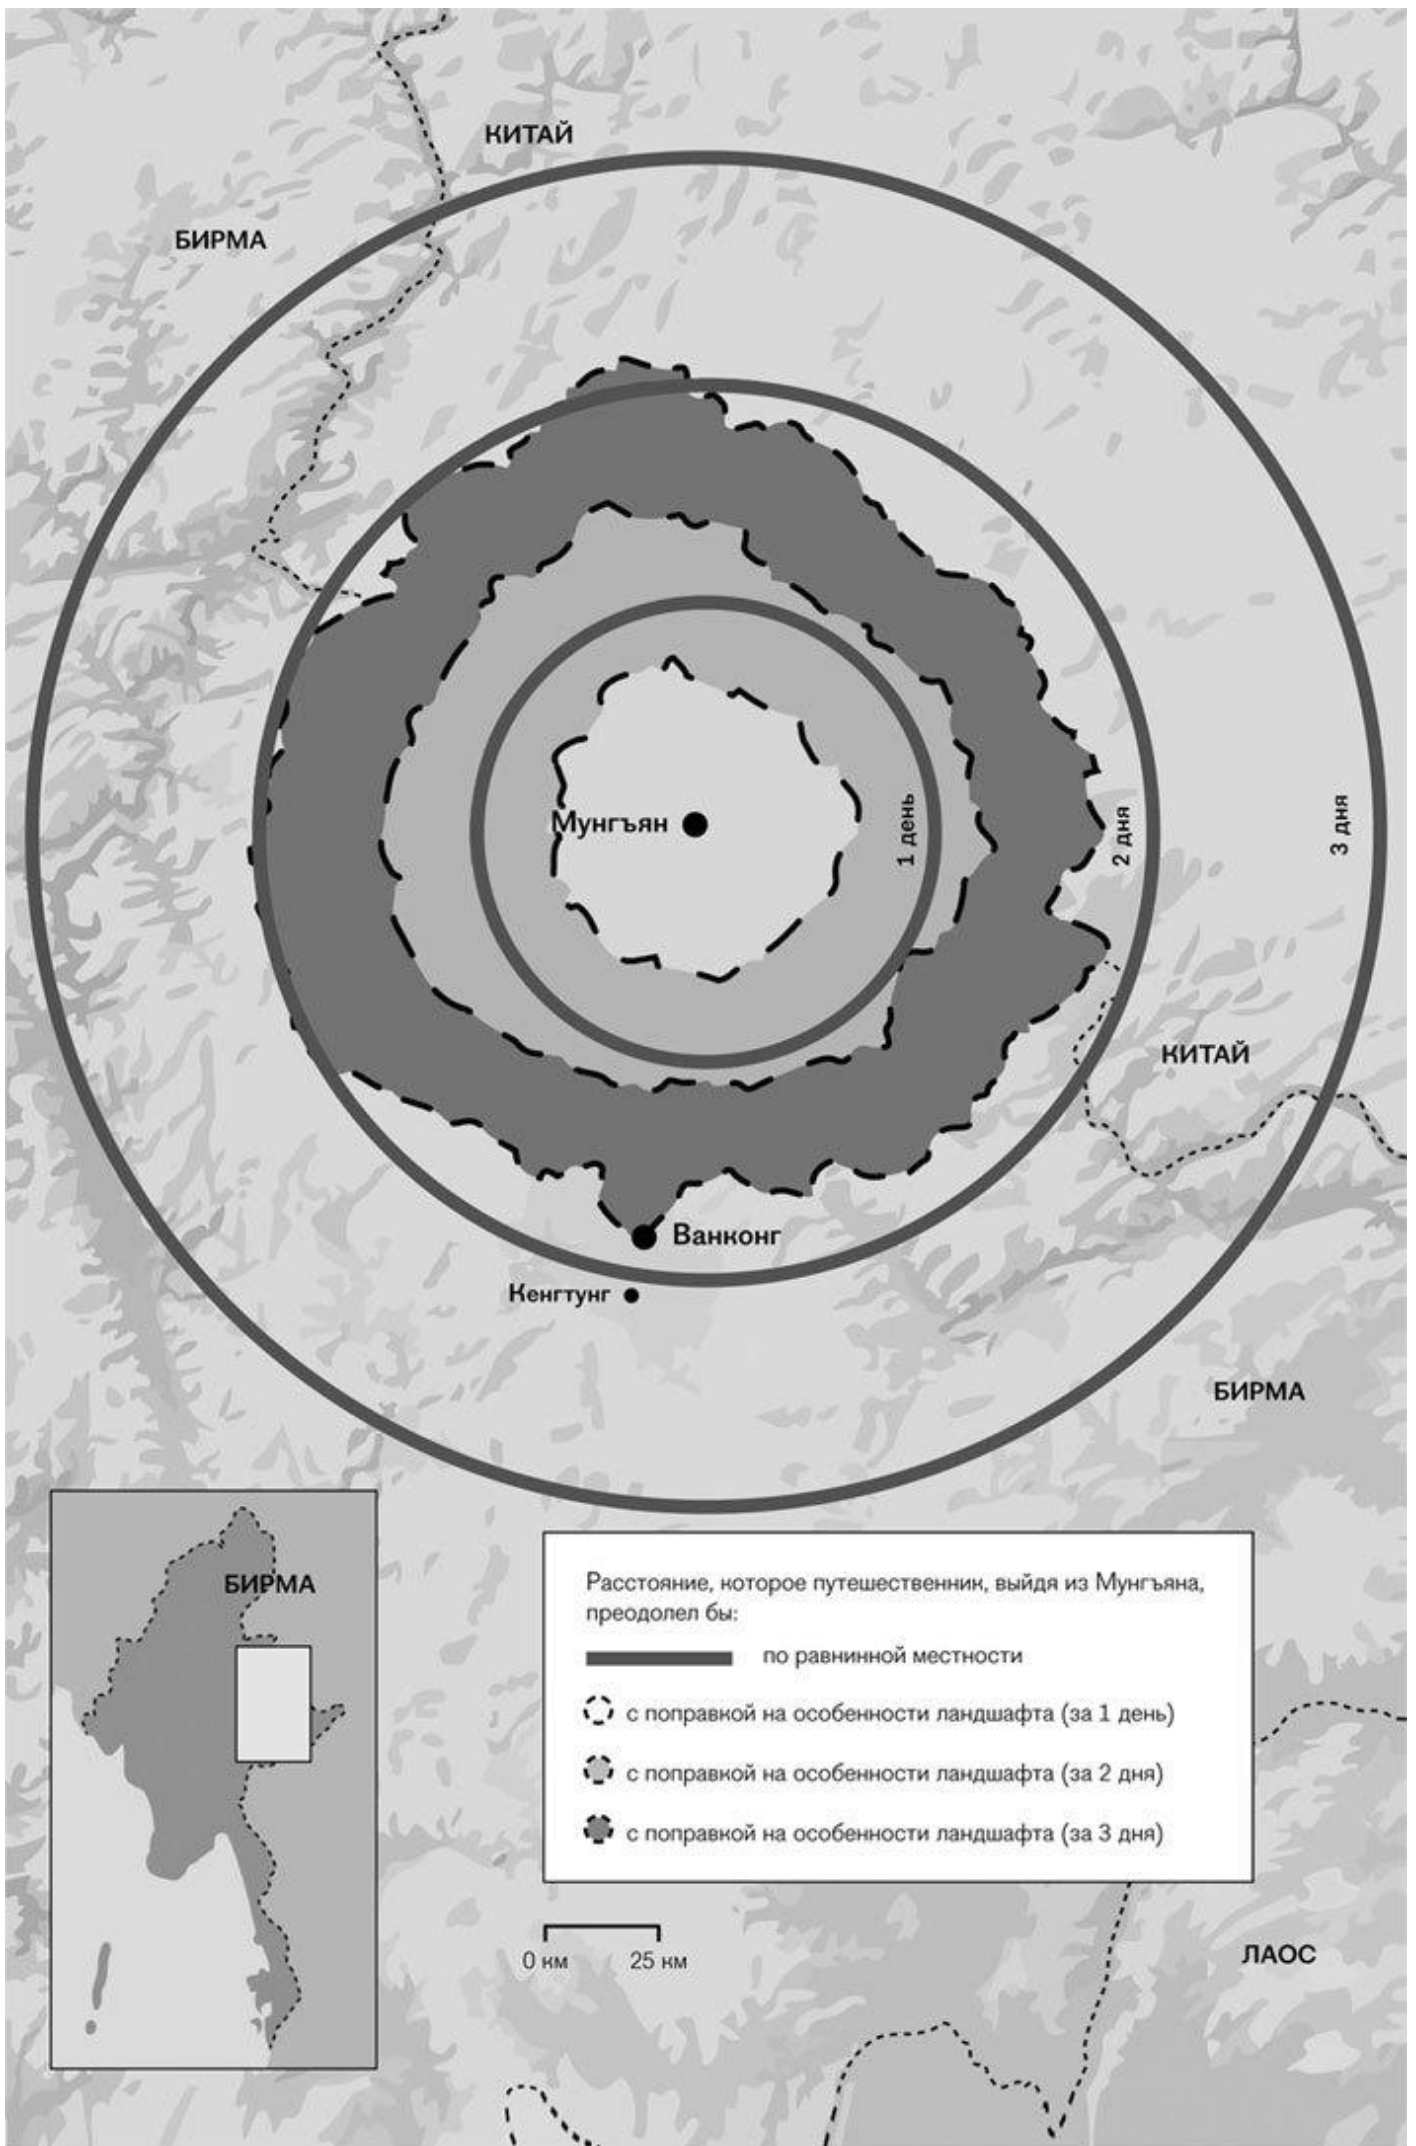 КИТАЙ
БИРМА
Мунгъян
1 день
2 дня
3 дня
КИТАЙ
Ванконг
Кенгтунг
БИРМА
БИРМА
Расстояние, которое путешественник, выйдя из Мунгъяна,
преодолел бы:
по равнинной местности
с поправкой на особенности ландшафта (за 1 день)
с поправкой на особенности ландшафта (за 2 дня)
с поправкой на особенности ландшафта (за 3 дня)
0 км 25 км
ЛАОС